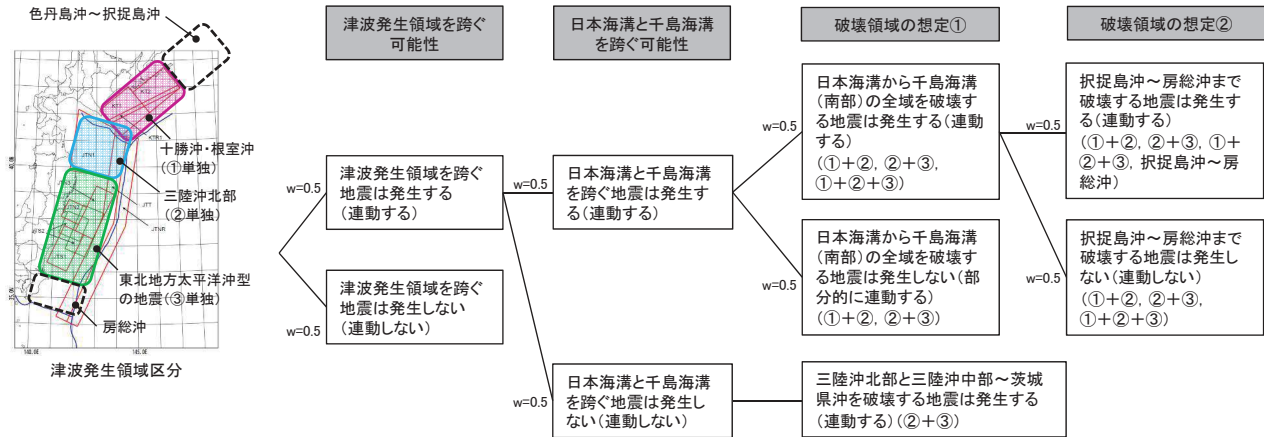 色丹島沖～択捉島沖
KT2
KT3
KTR1
JTN1
JTN3
JTN2
JTT
JTNR
JTS2
JTS1
40.0N
35.0N
140.0E
145.0E
十勝沖・根室沖
(①単独)
三陸沖北部
(②単独)
東北地方太平洋沖型
の地震(③単独)
房総沖
津波発生領域区分
津波発生領域を跨ぐ
可能性
w=0.5
津波発生領域を跨ぐ
地震は発生する
(連動する)
w=0.5
津波発生領域を跨ぐ
地震は発生しない
(連動しない)
日本海溝と千島海溝
を跨ぐ可能性
w=0.5
日本海溝と千島海溝
を跨ぐ地震は発生す
る(連動する)
w=0.5
日本海溝と千島海溝
を跨ぐ地震は発生し
ない(連動しない)
破壊領域の想定①
w=0.5
日本海溝から千島海溝
(南部)の全域を破壊す
る地震は発生する(連動
する)
(①+②, ②+③,
①+②+③)
w=0.5
日本海溝から千島海溝
(南部)の全域を破壊す
る地震は発生しない(部
分的に連動する)
(①+②, ②+③)
三陸沖北部と三陸沖中部～茨城
県沖を破壊する地震は発生する
(連動する)(②+③)
破壊領域の想定②
w=0.5
択捉島沖～房総沖まで
破壊する地震は発生す
る(連動する)
(①+②, ②+③, ①+
②+③, 択捉島沖～房
総沖)
w=0.5
択捉島沖～房総沖まで
破壊する地震は発生し
ない(連動しない)
(①+②, ②+③,
①+②+③)